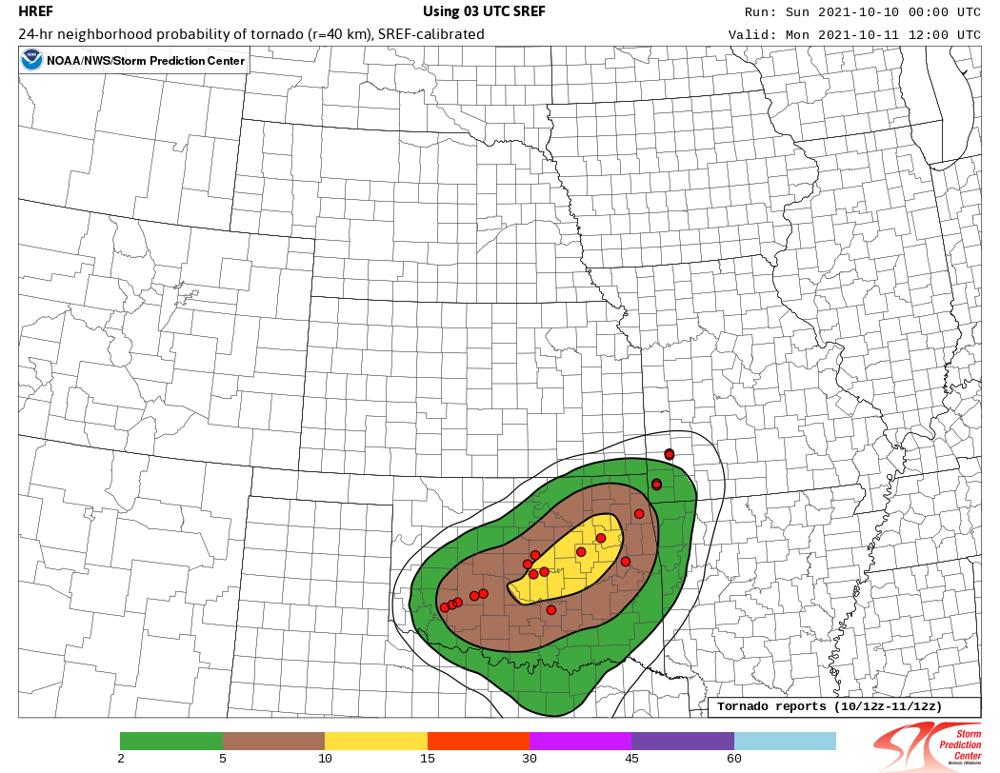 HREF
Using 03 UTC SREF
Run: Sun 2021-10-10 00:00 UTC
24-hr neighborhood probability of tornado (r=40 km), SREF-calibrated
Valid: Mon 2021-10-11 12:00 UTC
NOAA/NWS/Storm Prediction Center
Tornado reports (10/12z-11/12z)
2 5 10 15 30 45 60
Storm
Prediction
Center
Norman, Oklahoma